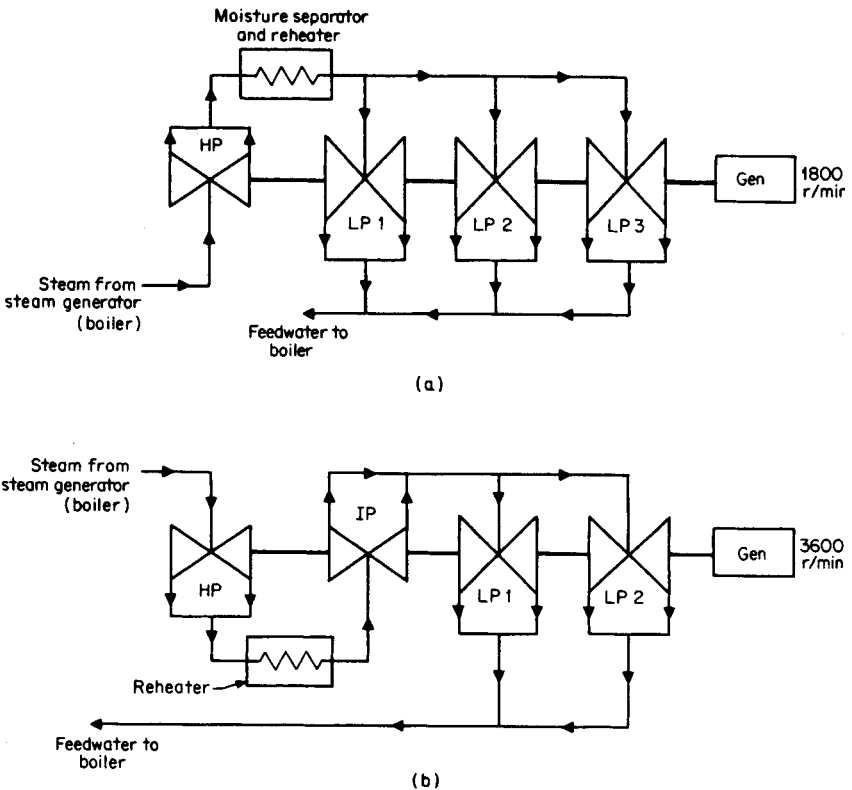 Moisture separator
and reheater
HP
LP 1
LP 2
LP 3
Gen
1800
r/min
Steam from
steam generator
(boiler)
Feedwater to
boiler
(a)
Steam from
steam generator
(boiler)
IP
HP
LP 1
LP 2
Gen
3600
r/min
Reheater
Feedwater to
boiler
(b)